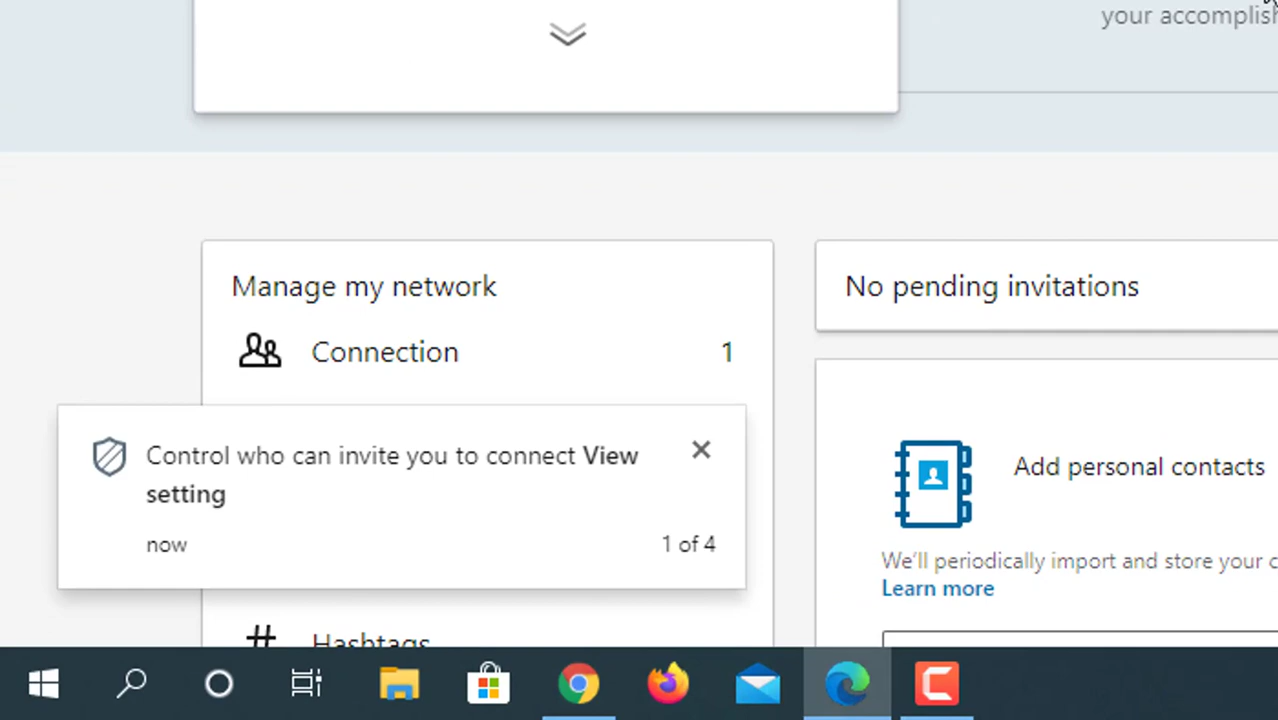 your accomplish
Manage my network
No pending invitations
Connection 1
Control who can invite you to connect View
setting
now 1 of 4
Add personal contacts
We'll periodically import and store your c
Learn more
Hashtags